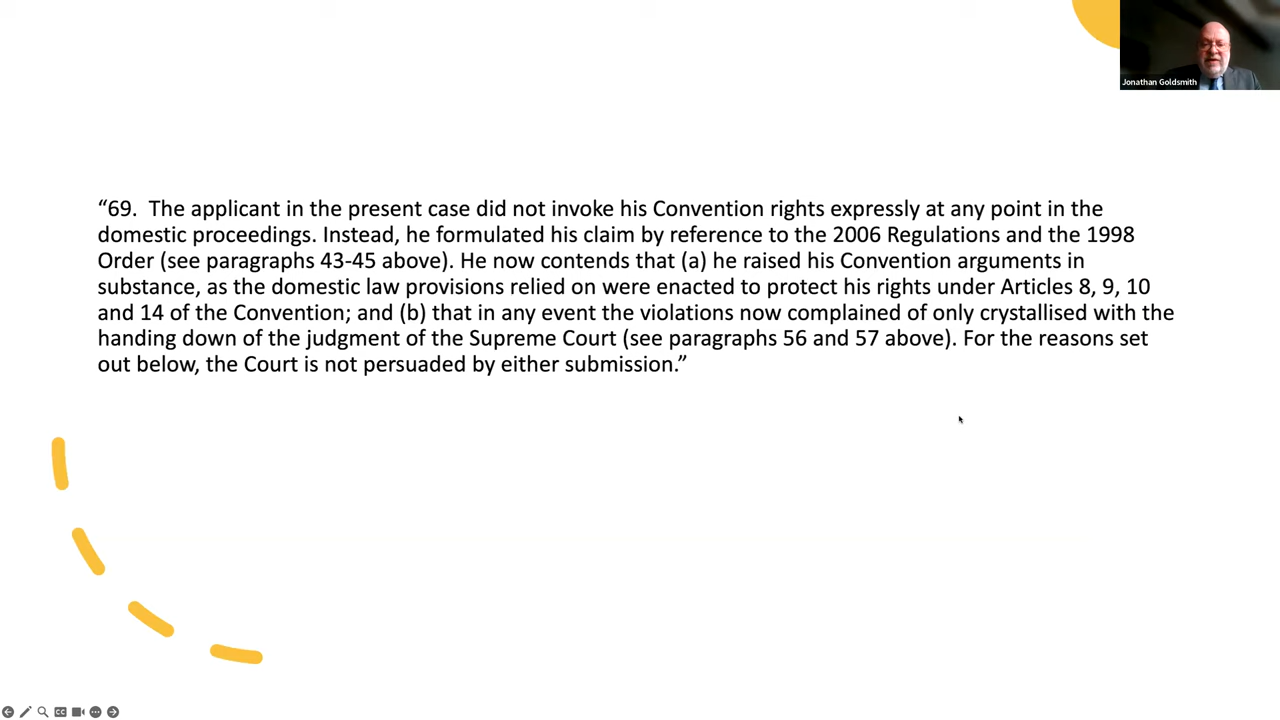 Jonathan Goldsmith
“69.  The applicant in the present case did not invoke his Convention rights expressly at any point in the
domestic proceedings. Instead, he formulated his claim by reference to the 2006 Regulations and the 1998
Order (see paragraphs 43-45 above). He now contends that (a) he raised his Convention arguments in
substance, as the domestic law provisions relied on were enacted to protect his rights under Articles 8, 9, 10
and 14 of the Convention; and (b) that in any event the violations now complained of only crystallised with the
handing down of the judgment of the Supreme Court (see paragraphs 56 and 57 above). For the reasons set
out below, the Court is not persuaded by either submission.”